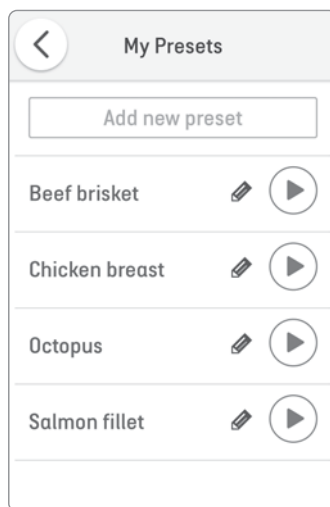 My Presets
Add new preset
Beef brisket
Chicken breast
Octopus
Salmon fillet